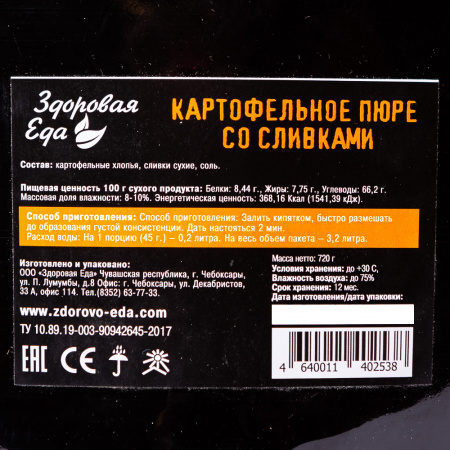 Здоровая Еда
КАРТОФЕЛЬНОЕ ПЮРЕ
СО СЛИВКАМИ
Состав: картофельные хлопья, сливки сухие, соль.
Пищевая ценность 100 г сухого продукта: Белки: 8,44 г., Жиры: 7,75 г., Углеводы: 66,2 г.
Массовая доля влажности: 8-10%. Энергетическая ценность: 368,16 Ккал (1541,39 кДж).
Способ приготовления: Способ приготовления: Залить кипятком, быстро размешать
до образования густой консистенции. Дать настояться 2 мин.
Расход воды: На 1 порцию (45 г.) – 0,2 литра. На весь объем пакета – 3,2 литра.
Изготовлено и упаковано:
ООО «Здоровая Еда» Чувашская республика, г. Чебоксары,
ул. П. Лумумбы, д.8 Офис: г. Чебоксары, ул. Декабристов,
33 А, офис 114. Тел.(8352) 63-77-33.
www.zdorovo-eda.com
ТУ 10.89.19-003-90942645-2017
EAC CE
Масса нетто: 720 г
Условия хранения: до +30 С,
Влажность воздуха: до 75%
Срок хранения: 12 мес.
Дата изготовления/даты упаковки:
4 640011 402538